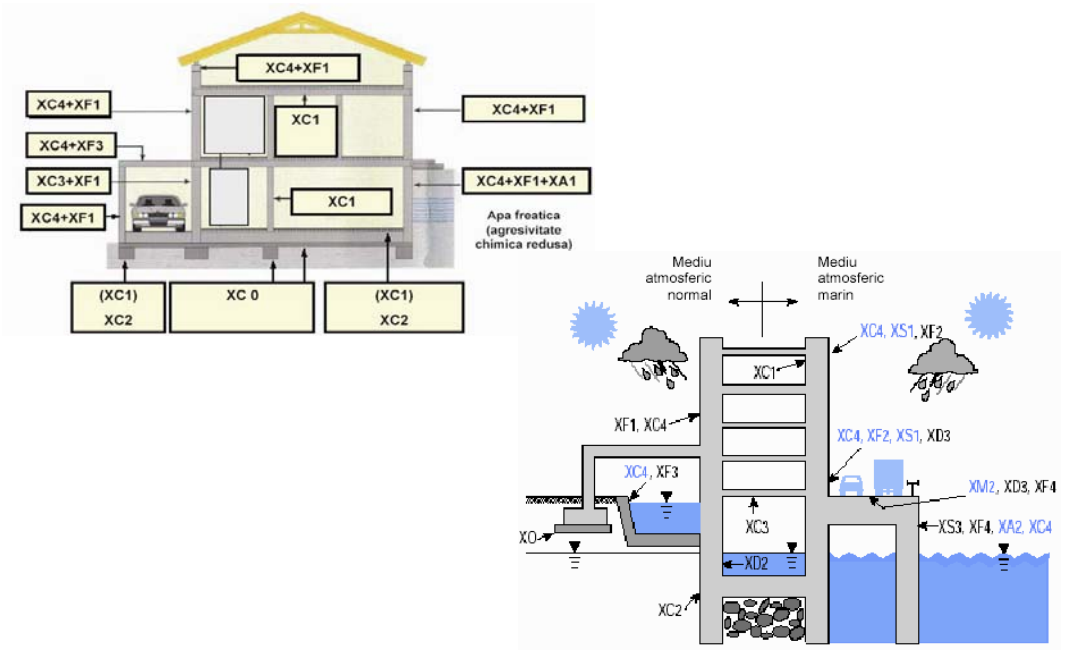 XC4+XF1
XC4+XF1
XC1
XC4+XF1
XC4+XF3
XC3+XF1
XC4+XF1+XA1
XC1
XC4+XF1
Apa freatica
(agresivitate
chimica redusa)
(XC1)
XC2
XC 0
(XC1)
XC2
Mediu
atmosferic
normal
Mediu
atmosferic
marin
XC4, XS1, XF2
XC1
XF1, XC4
XC4, XF2, XS1, XD3
XC4, XF3
XM2, XD3, XF4
XC3
XS3, XF4, XA2, XC4
XO
XD2
XC2